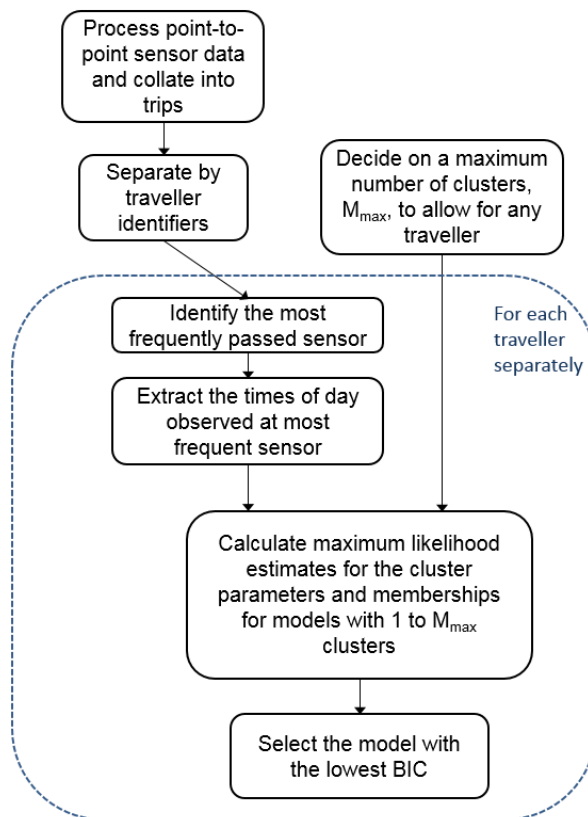 Process point-to-
point sensor data
and collate into
trips
Separate by
traveller
identifiers
Decide on a maximum
number of clusters,
Mmax, to allow for any
traveller
For each
traveller
separately
Identify the most
frequently passed sensor
Extract the times of day
observed at most
frequent sensor
Calculate maximum likelihood
estimates for the cluster
parameters and memberships
for models with 1 to Mmax
clusters
Select the model with
the lowest BIC